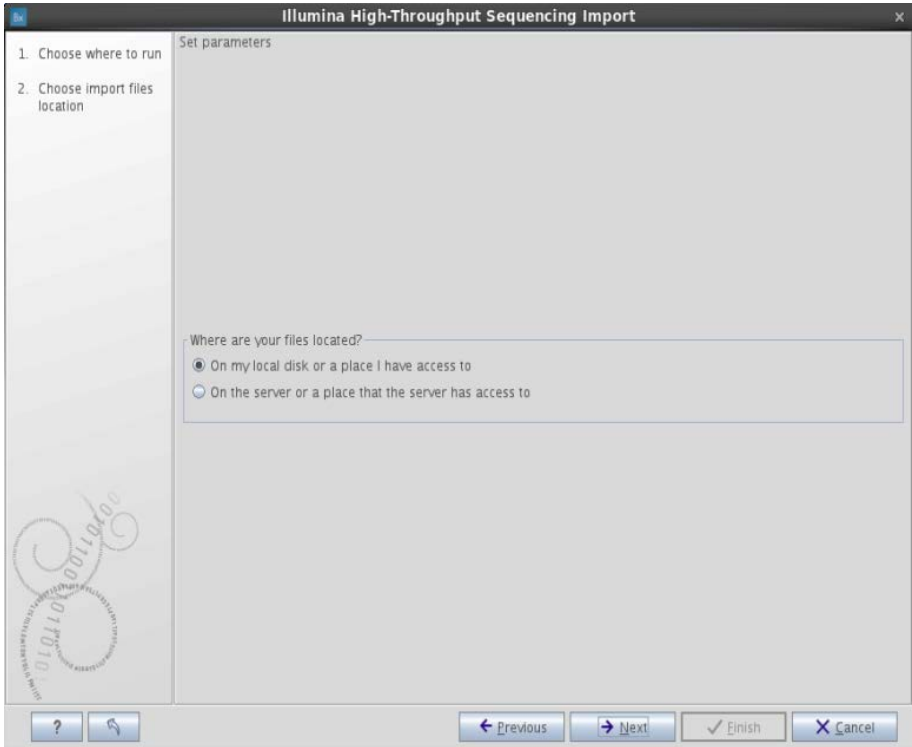 Illumina High-Throughput Sequencing Import
1. Choose where to run
2. Choose import files
location
Set parameters
Where are your files located?
On my local disk or a place I have access to
On the server or a place that the server has access to
?
Previous
Next
Finish
Cancel